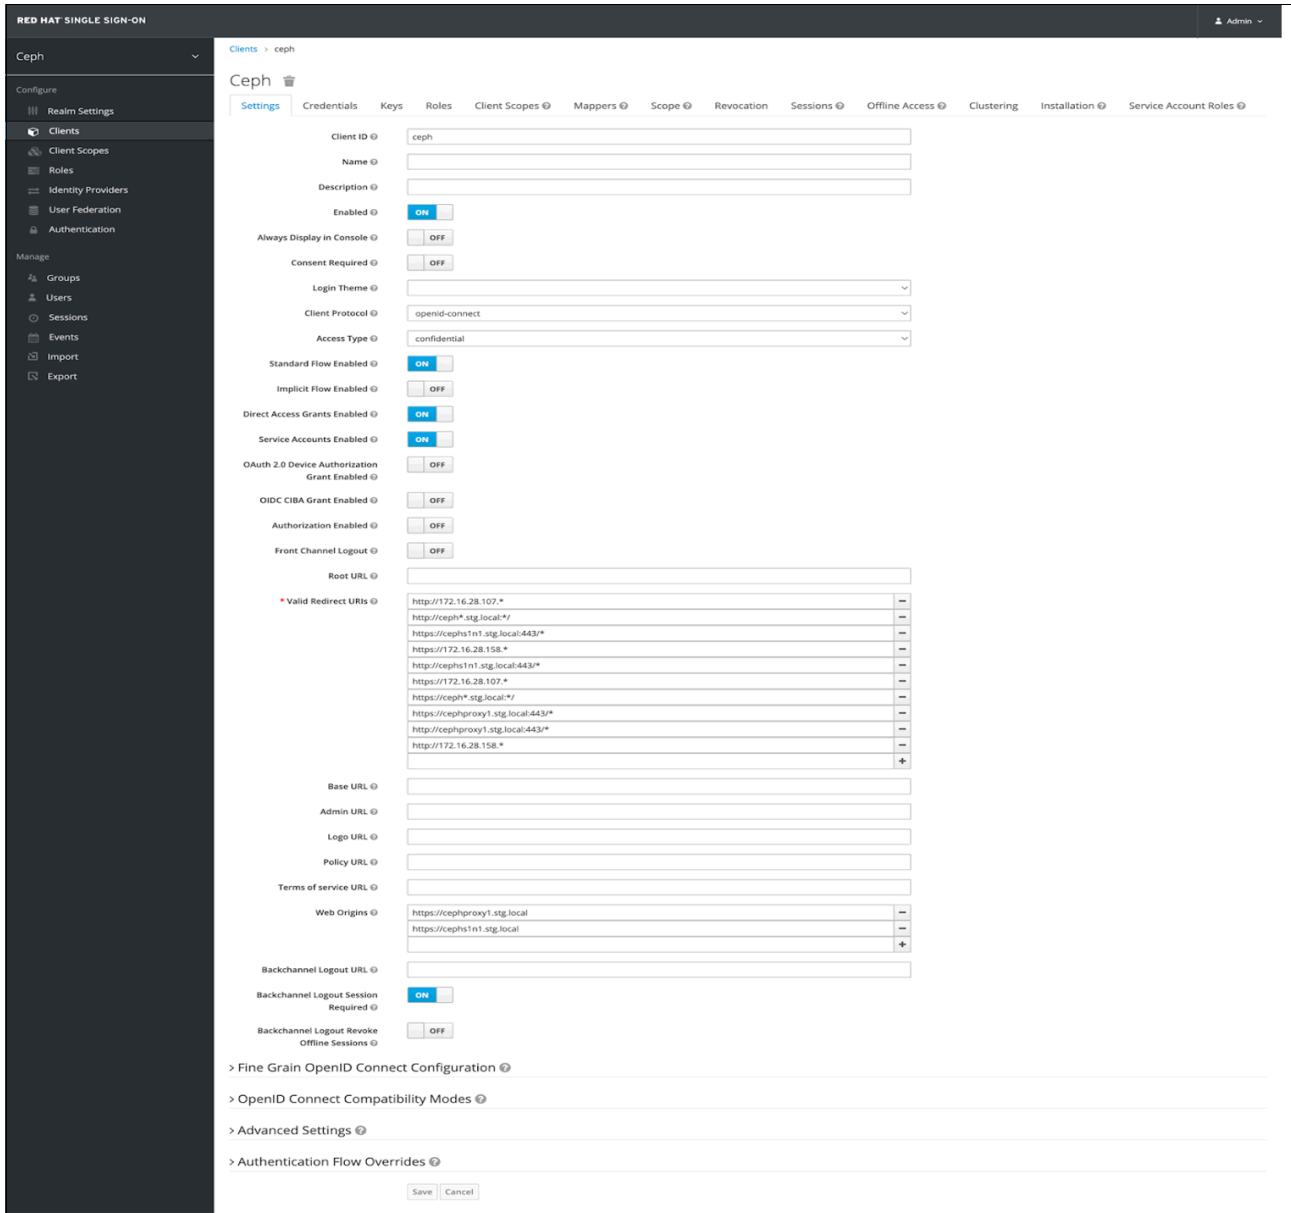 RED HAT SINGLE SIGN-ON
Admin
Ceph
Configure
Realm Settings
Clients
Client Scopes
Roles
Identity Providers
User Federation
Authentication
Manage
Groups
Users
Sessions
Events
Import
Export
Clients > ceph
Ceph
Settings Credentials Keys Roles Client Scopes Mappers Scope Revocation Sessions Offline Access Clustering Installation Service Account Roles
Client ID ceph
Name
Description
Enabled ON
Always Display in Console OFF
Consent Required OFF
Login Theme
Client Protocol openid-connect
Access Type confidential
Standard Flow Enabled ON
Implicit Flow Enabled OFF
Direct Access Grants Enabled ON
Service Accounts Enabled ON
OAuth 2.0 Device Authorization OFF
Grant Enabled
OIDC CIBA Grant Enabled OFF
Authorization Enabled OFF
Front Channel Logout OFF
Root URL
* Valid Redirect URIs http://172.16.28.107.*
http://ceph*.stg.local:*/
https://cephs1n1.stg.local:443/*
https://172.16.28.158.*
http://cephs1n1.stg.local:443/*
https://172.16.28.107.*
https://ceph*.stg.local:*/
https://cephproxy1.stg.local:443/*
http://cephproxy1.stg.local:443/*
http://172.16.28.158.*
Base URL
Admin URL
Logo URL
Policy URL
Terms of service URL
Web Origins https://cephproxy1.stg.local
https://cephs1n1.stg.local
Backchannel Logout URL
Backchannel Logout Session ON
Required
Backchannel Logout Revoke OFF
Offline Sessions
> Fine Grain OpenID Connect Configuration
> OpenID Connect Compatibility Modes
> Advanced Settings
> Authentication Flow Overrides
Save Cancel